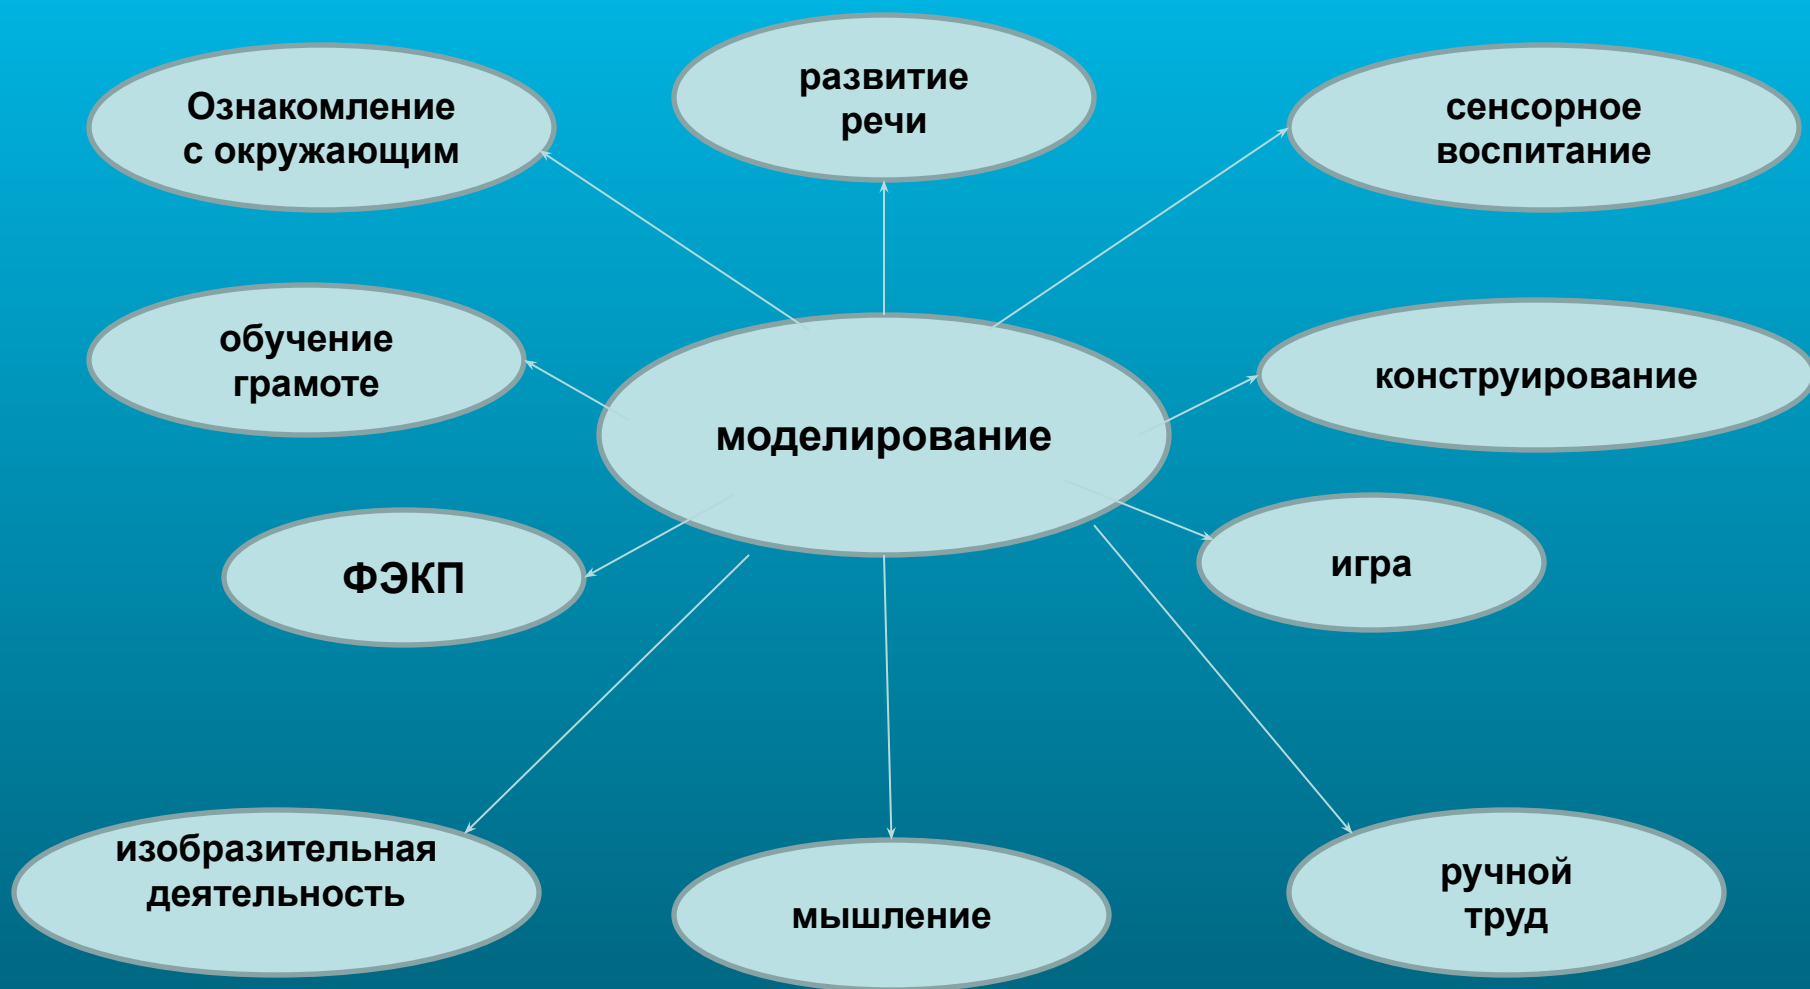 Ознакомление
с окружающим
развитие
речи
сенсорное
воспитание
обучение
грамоте
конструирование
моделирование
ФЭКП
игра
изобразительная
деятельность
мышление
ручной
труд